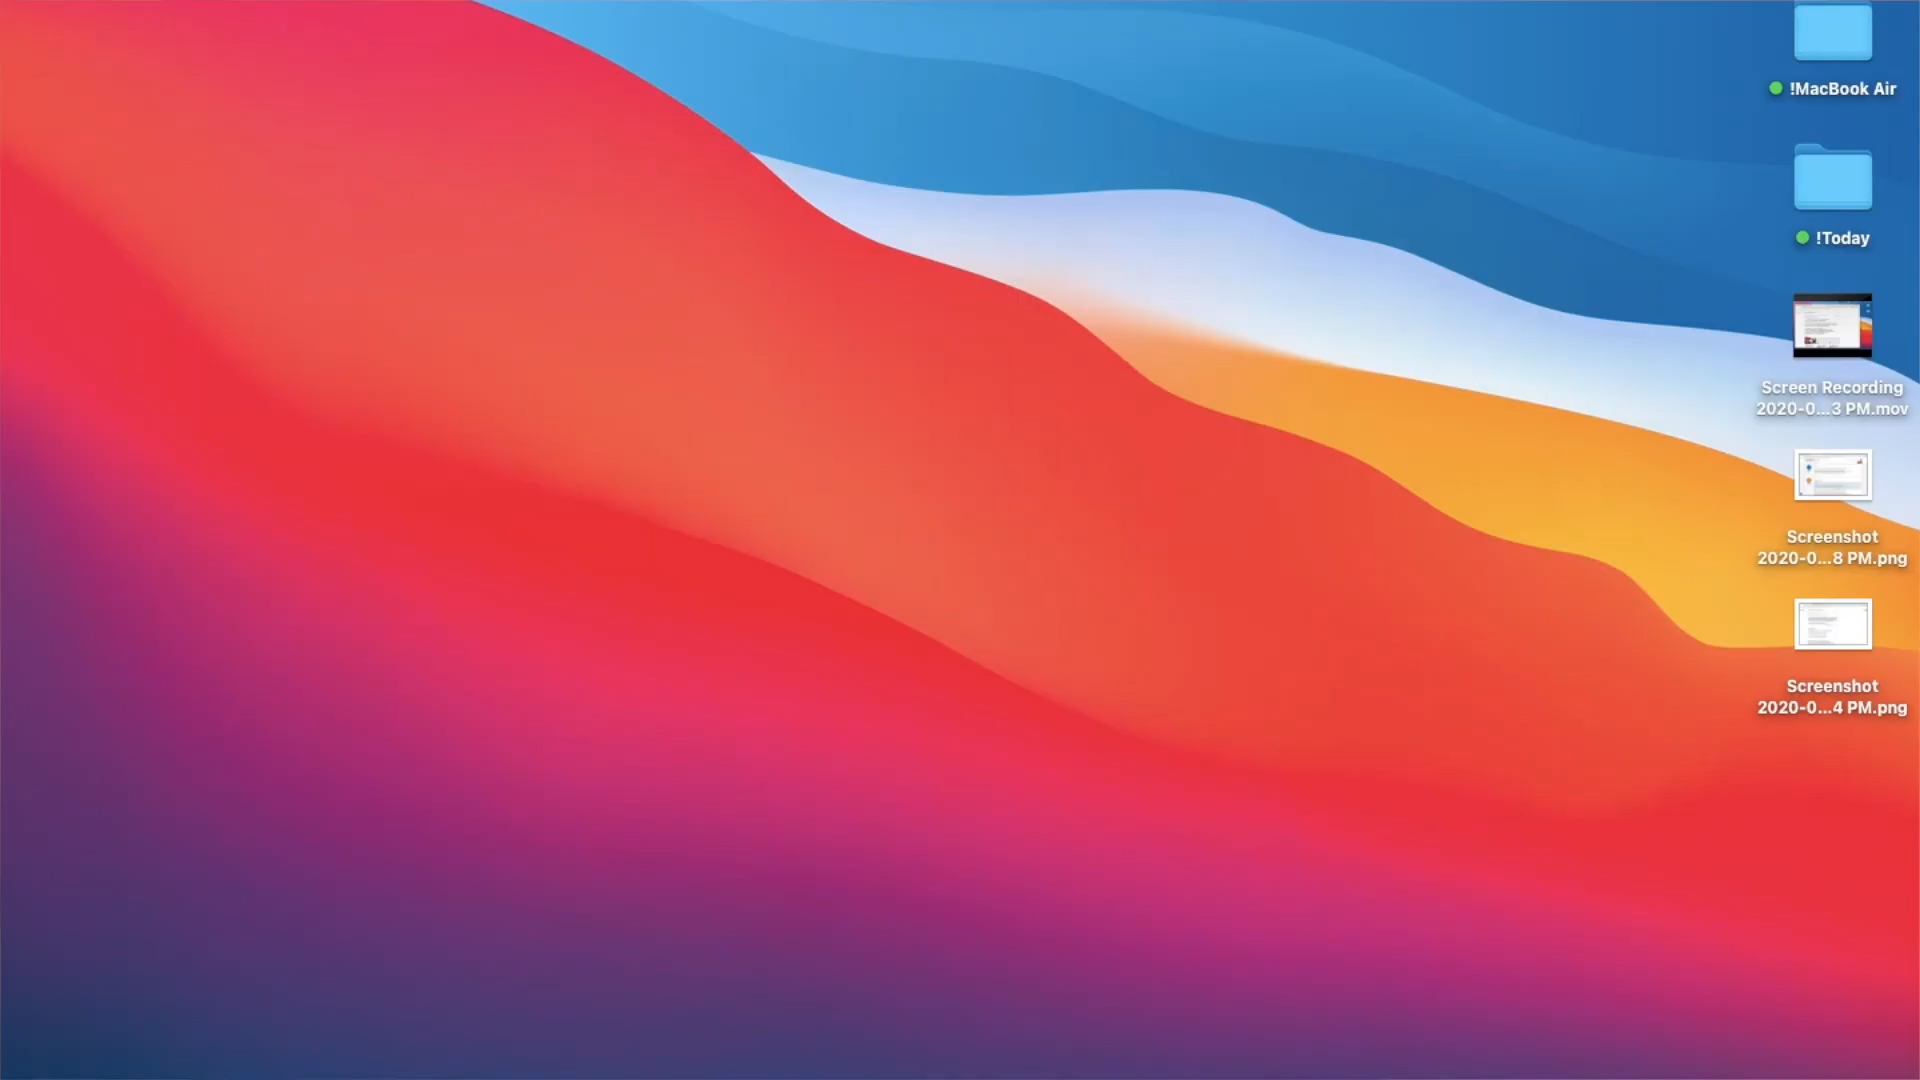 !MacBook Air
!Today
Screen Recording
2020-0...3 PM.mov
Screenshot
2020-0...8 PM.png
Screenshot
2020-0...4 PM.png